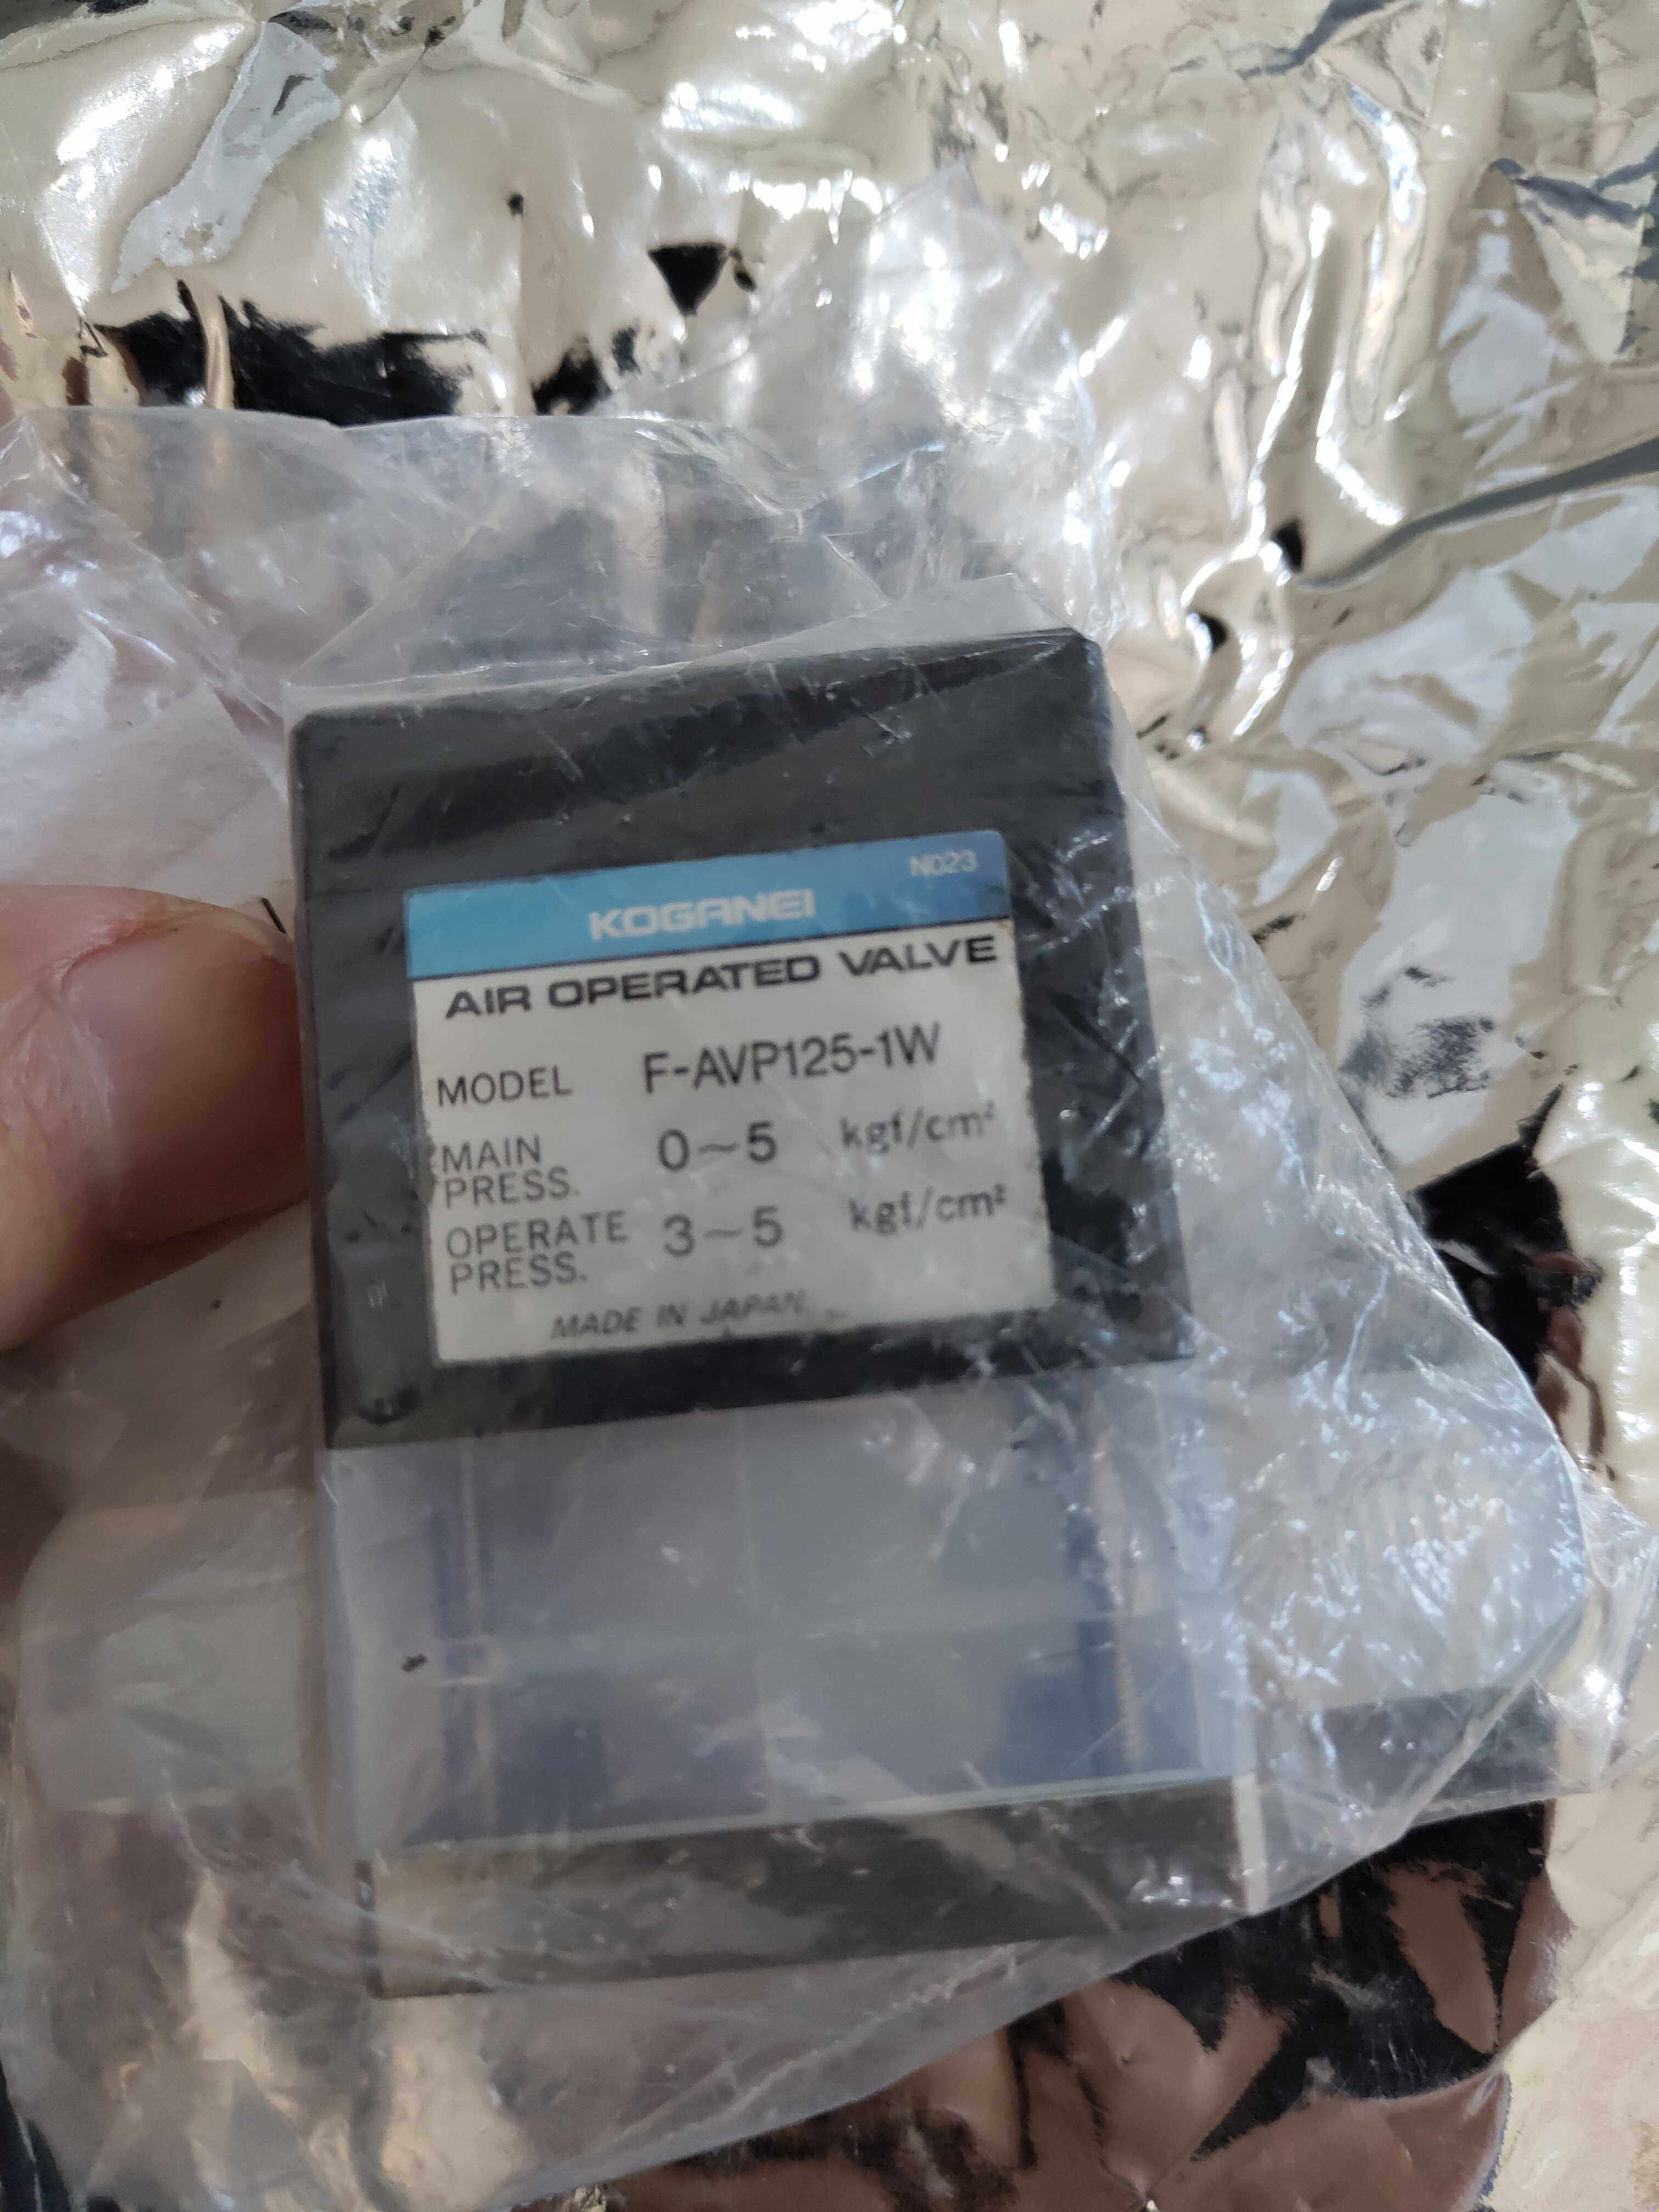 N023
KOGANEI
AIR OPERATED VALVE
MODEL F-AVP125-1W
MAIN PRESS. 0~5 kgf/cm²
OPERATE PRESS. 3~5 kgf/cm²
MADE IN JAPAN